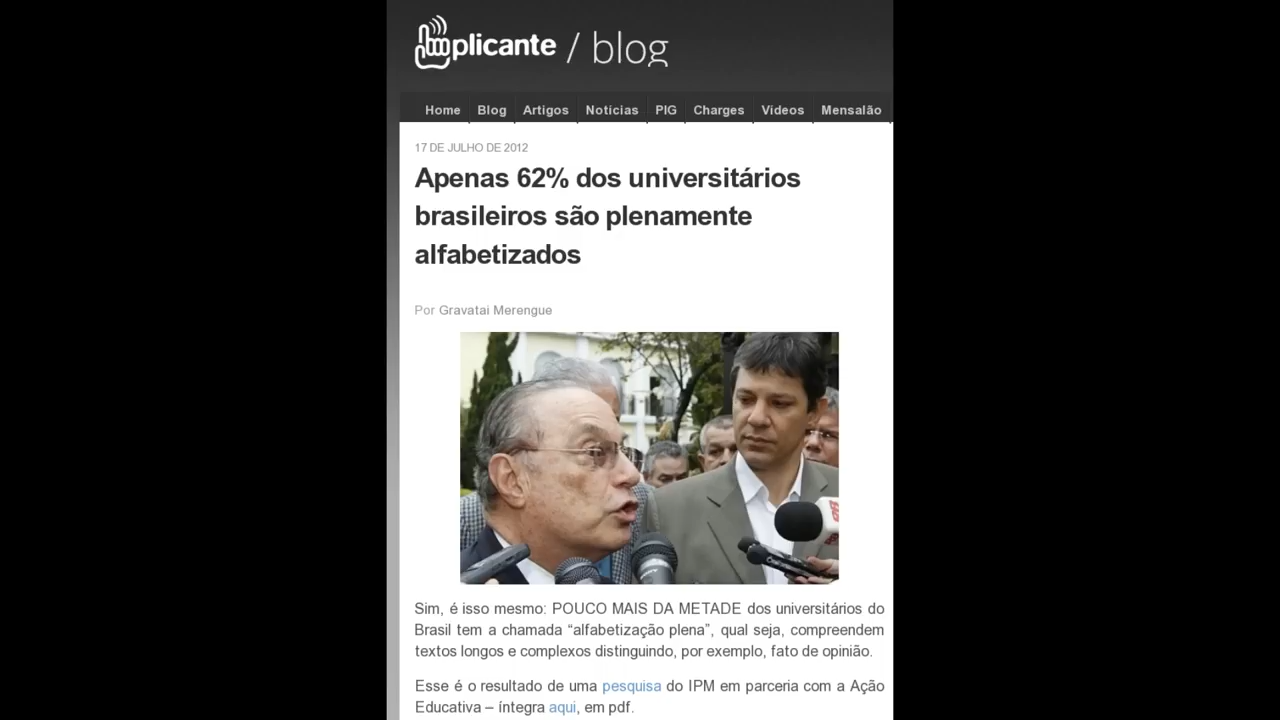 implicante / blog
Home Blog Artigos Notícias PIG Charges Vídeos Mensalão
17 DE JULHO DE 2012
Apenas 62% dos universitários
brasileiros são plenamente
alfabetizados
Por Gravatai Merengue
Sim, é isso mesmo: POUCO MAIS DA METADE dos universitários do
Brasil tem a chamada “alfabetização plena”, qual seja, compreendem
textos longos e complexos distinguindo, por exemplo, fato de opinião.
Esse é o resultado de uma pesquisa do IPM em parceria com a Ação
Educativa – íntegra aqui, em pdf.